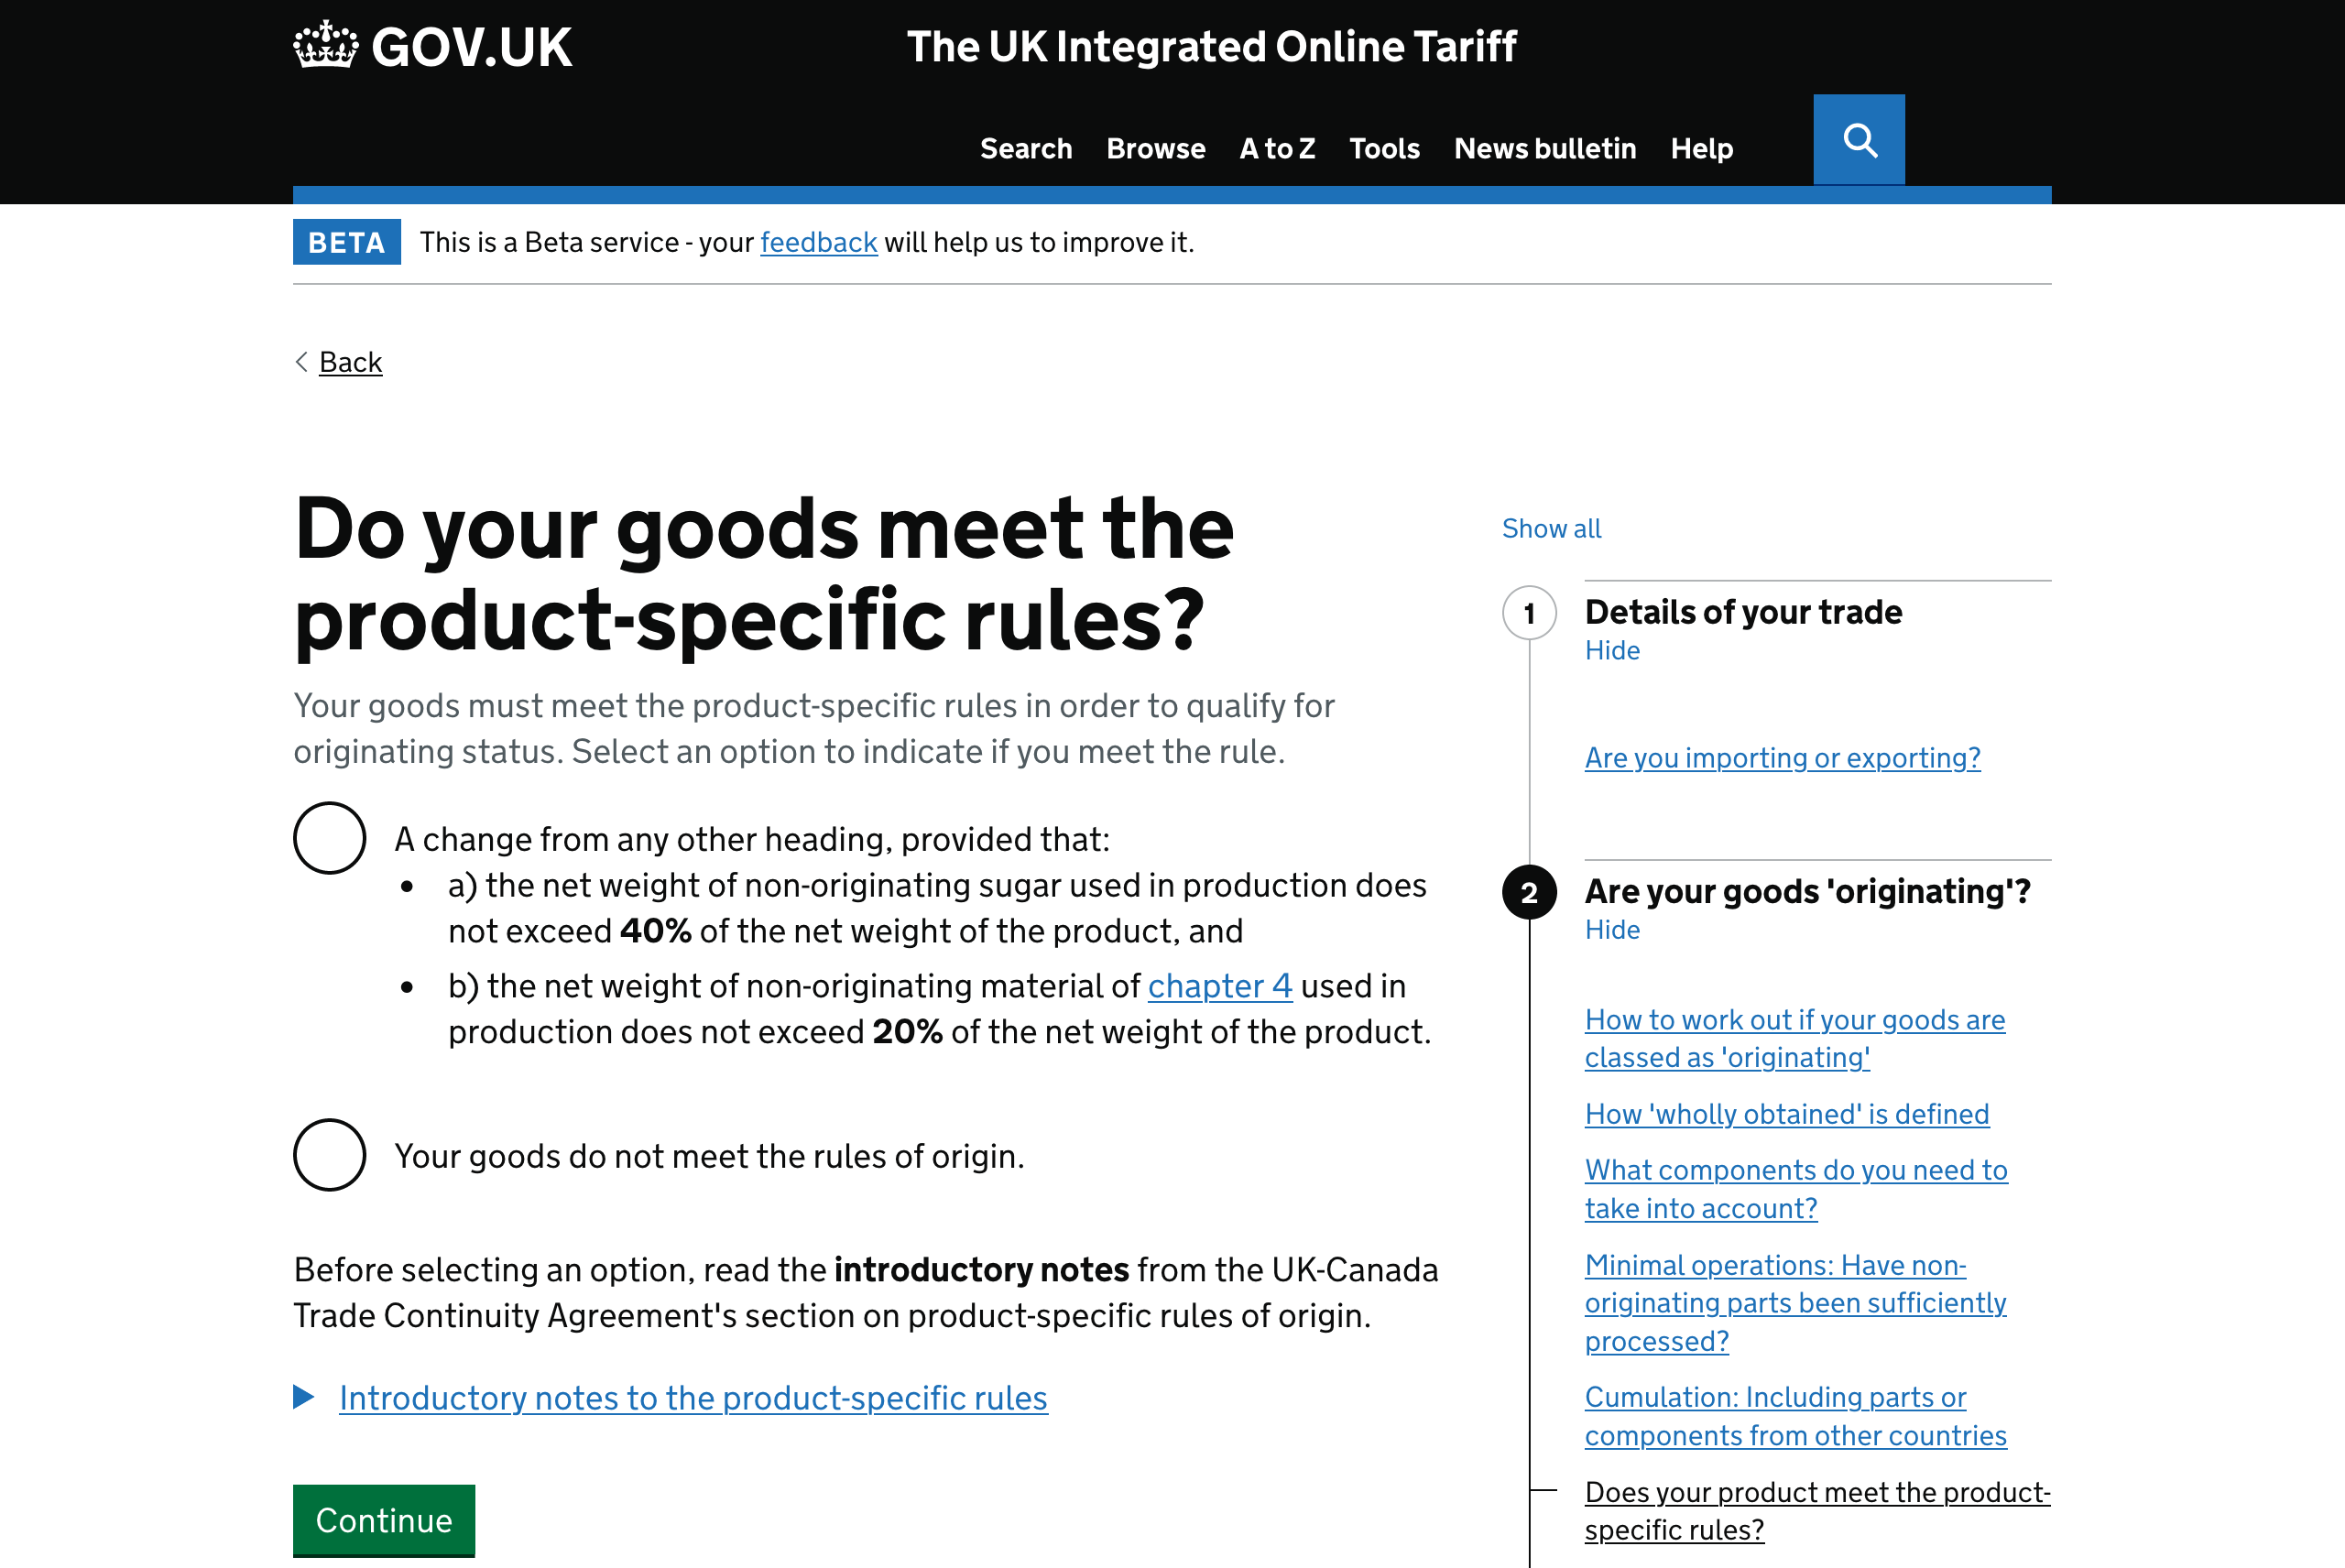 GOV.UK
The UK Integrated Online Tariff
Search Browse A to Z Tools News bulletin Help
BETA This is a Beta service - your feedback will help us to improve it.
Back
Do your goods meet the
product-specific rules?
Your goods must meet the product-specific rules in order to qualify for
originating status. Select an option to indicate if you meet the rule.
A change from any other heading, provided that:
• a) the net weight of non-originating sugar used in production does
not exceed 40% of the net weight of the product, and
• b) the net weight of non-originating material of chapter 4 used in
production does not exceed 20% of the net weight of the product.
Your goods do not meet the rules of origin.
Before selecting an option, read the introductory notes from the UK-Canada
Trade Continuity Agreement's section on product-specific rules of origin.
Introductory notes to the product-specific rules
Continue
Show all
1 Details of your trade
Hide
Are you importing or exporting?
2 Are your goods 'originating'?
Hide
How to work out if your goods are
classed as 'originating'
How 'wholly obtained' is defined
What components do you need to
take into account?
Minimal operations: Have non-
originating parts been sufficiently
processed?
Cumulation: Including parts or
components from other countries
Does your product meet the product-
specific rules?